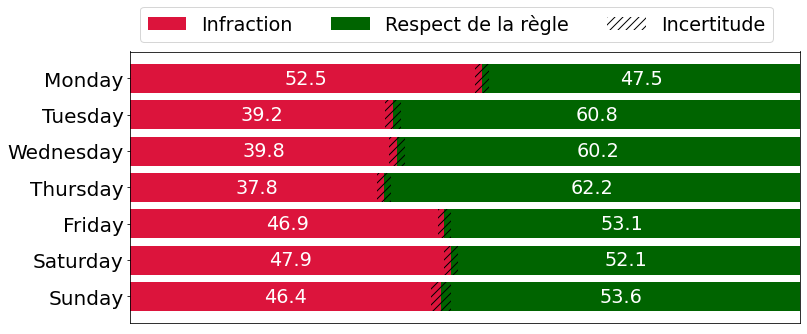 Infraction Respect de la règle Incertitude
Monday 52.5 47.5
Tuesday 39.2 60.8
Wednesday 39.8 60.2
Thursday 37.8 62.2
Friday 46.9 53.1
Saturday 47.9 52.1
Sunday 46.4 53.6